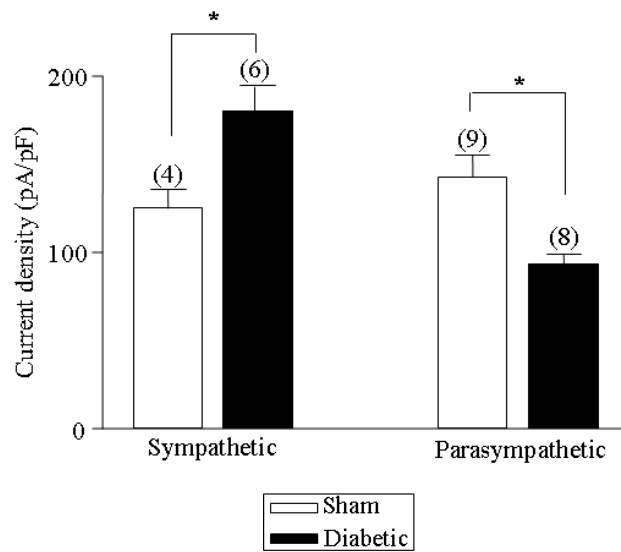 *
(6)
200
*
(9)
(4)
(8)
100
0
Current density (pA/pF)
Sympathetic
Parasympathetic
Sham
Diabetic